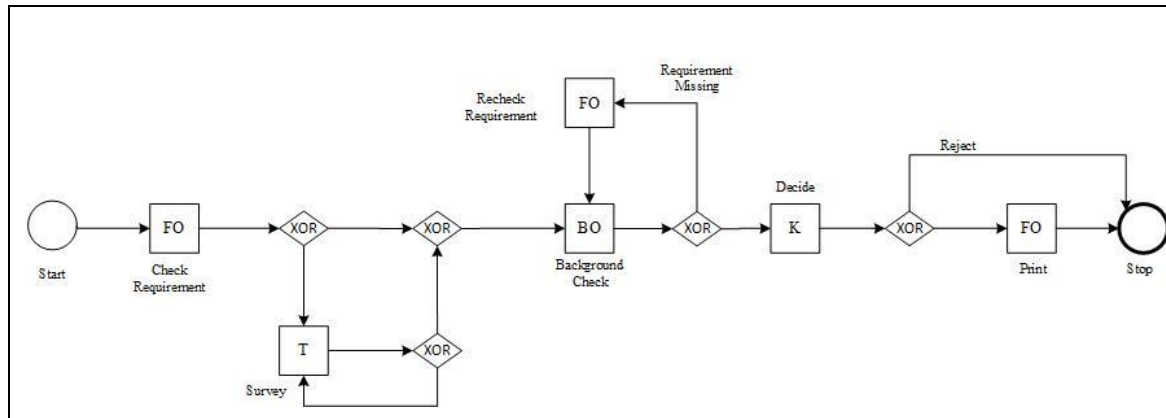 Requirement
Missing
Recheck
Requirement
FO
Reject
Decide
Start
FO
Check
Requirement
XOR
XOR
BO
Background
Check
XOR
K
XOR
FO
Print
Stop
T
Survey
XOR